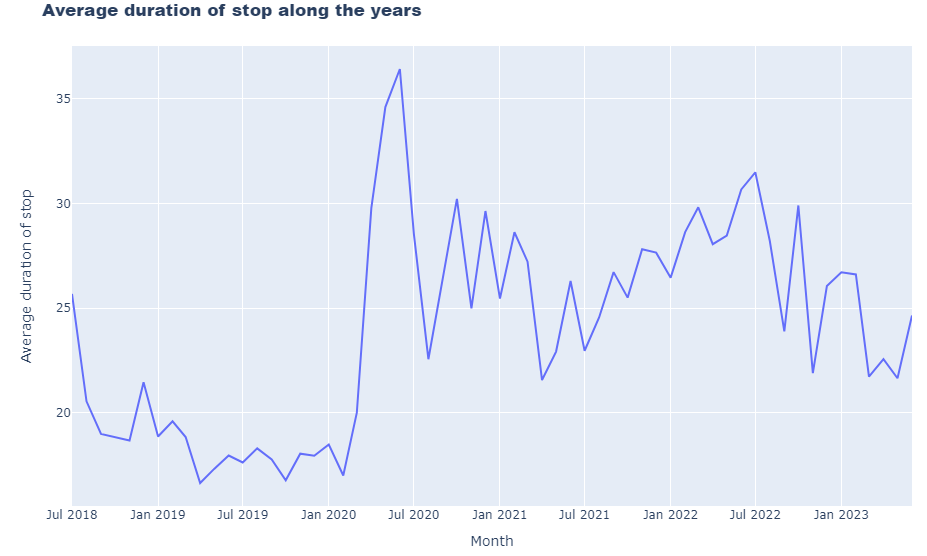 Average duration of stop along the years
Average duration of stop
35
30
25
20
Jul 2018 Jan 2019 Jul 2019 Jan 2020 Jul 2020 Jan 2021 Jul 2021 Jan 2022 Jul 2022 Jan 2023
Month